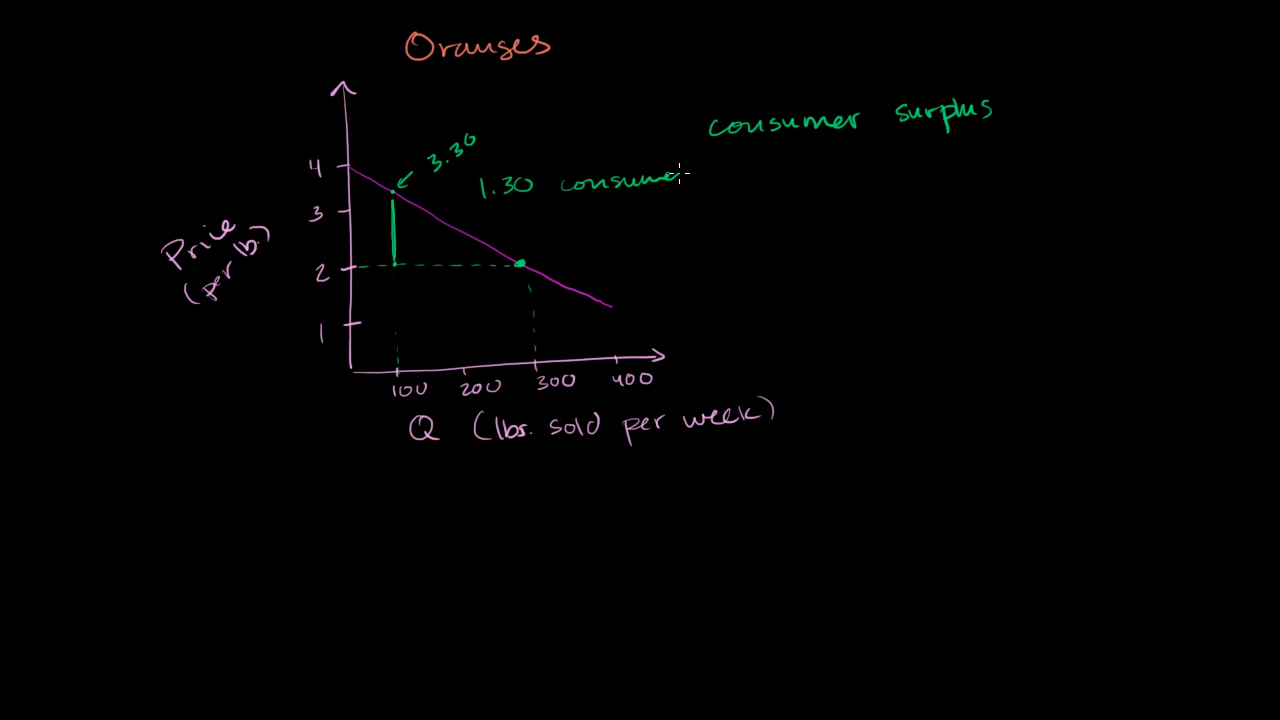 Oranges
consumer surplus
3.30
1.30 consume
4
3
2
1
Price
(per lb.)
100 200 300 400
Q (lbs. sold per week)